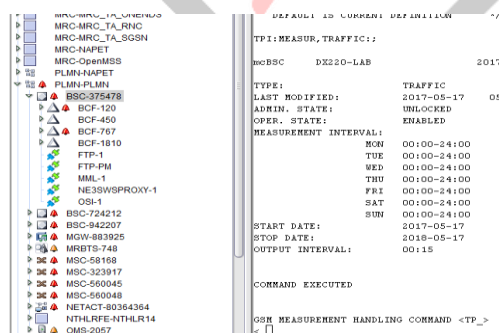 MRC-MRC_TA_ONENDS
MRC-MRC_TA_RNC
MRC-MRC_TA_SGSN
MRC-NAPET
MRC-OpenMSS
PLMN-NAPET
PLMN-PLMN
BSC-375478
BCF-120
BCF-450
BCF-767
BCF-1810
FTP-1
FTP-PM
MML-1
NE3SWSPROXY-1
OSI-1
BSC-724212
BSC-942207
MGW-883925
MRBTS-748
MSC-58168
MSC-323917
MSC-560045
MSC-560048
NETACT-80364364
NTHLRFE-NTHLR14
OMS-2057
DEFAULT IS CURRENT DEFINITION */
TPI:MEASUR,TRAFFIC:;
mcBSC DX220-LAB 2017
TYPE: TRAFFIC
LAST MODIFIED: 2017-05-17 05
ADMIN. STATE: UNLOCKED
OPER. STATE: ENABLED
MEASUREMENT INTERVAL:
MON 00:00-24:00
TUE 00:00-24:00
WED 00:00-24:00
THU 00:00-24:00
FRI 00:00-24:00
SAT 00:00-24:00
SUN 00:00-24:00
START DATE: 2017-05-17
STOP DATE: 2018-05-17
OUTPUT INTERVAL: 00:15
COMMAND EXECUTED
GSM MEASUREMENT HANDLING COMMAND <TP_>
<